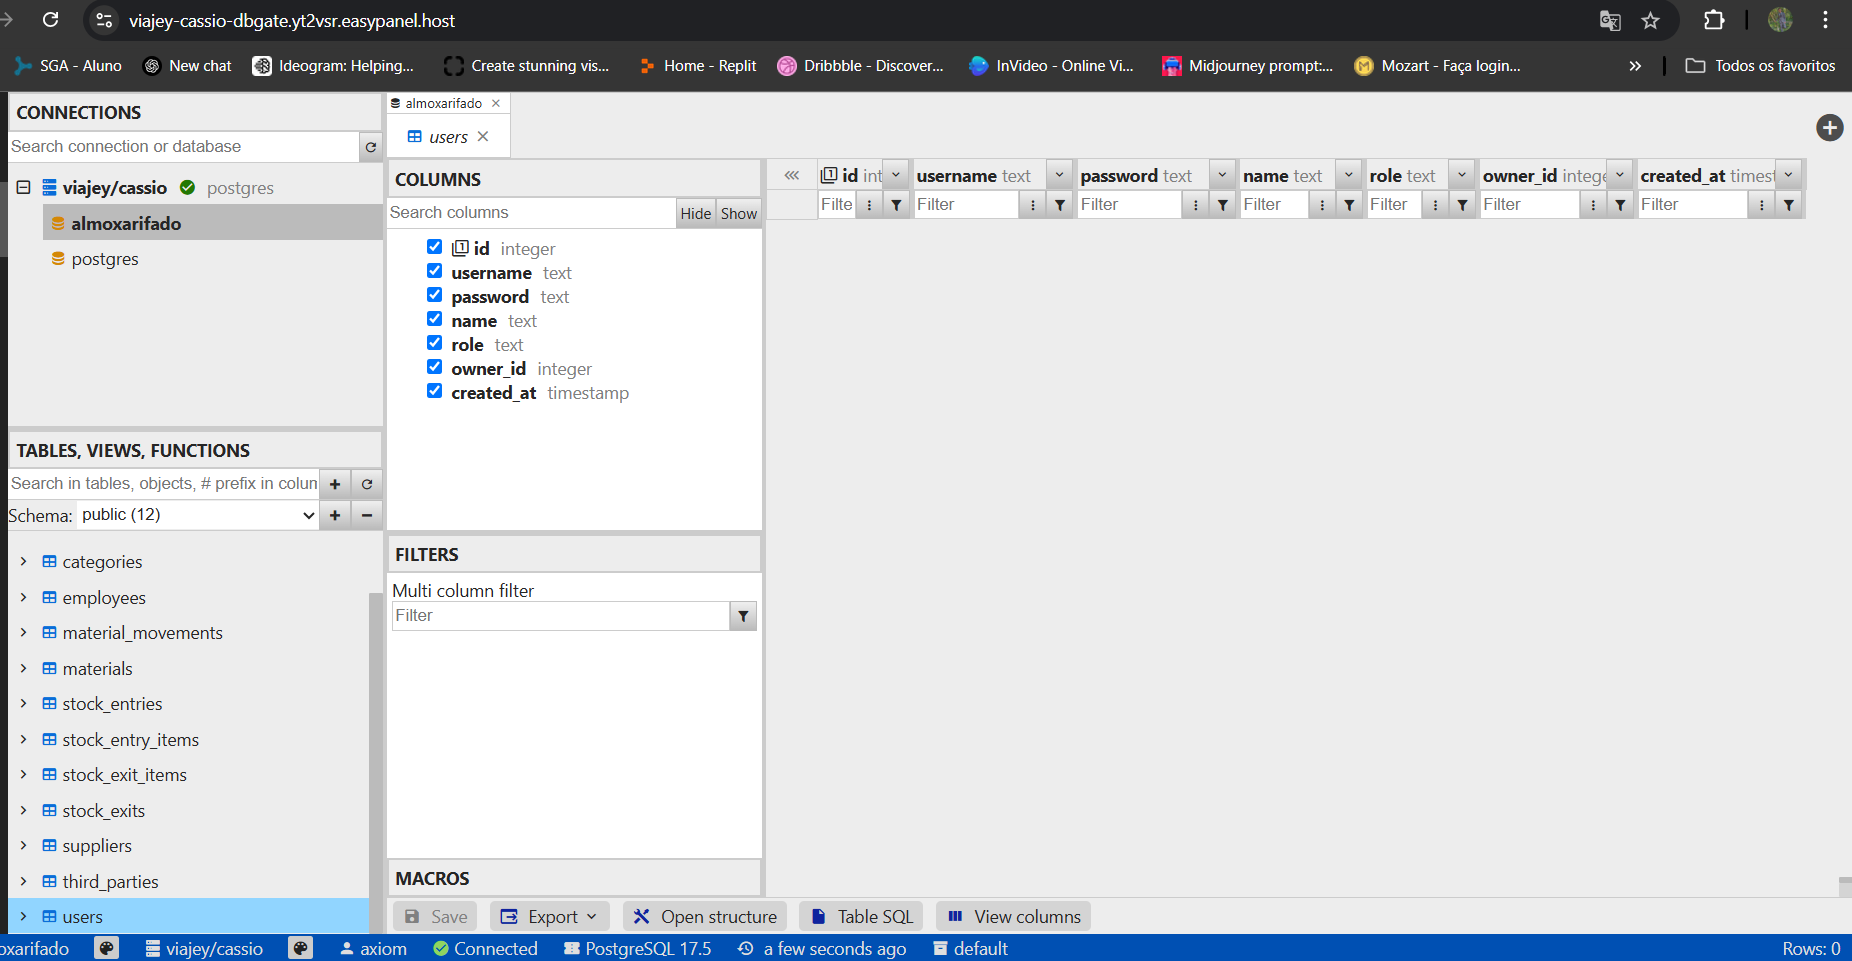 viajey-cassio-dbgate.yt2vsr.easypanel.host
SGA - Aluno New chat Ideogram: Helping... Create stunning vis... Home - Replit Dribbble - Discover... InVideo - Online Vi... Midjourney prompt:... Mozart - Faça login... » Todos os favoritos
CONNECTIONS
Search connection or database
viajey/cassio postgres
almoxarifado
postgres
TABLES, VIEWS, FUNCTIONS
Search in tables, objects, # prefix in colun
Schema: public (12)
categories
employees
material_movements
materials
stock_entries
stock_entry_items
stock_exit_items
stock_exits
suppliers
third_parties
users
almoxarifado
users
COLUMNS
Search columns Hide Show
id integer
username text
password text
name text
role text
owner_id integer
created_at timestamp
FILTERS
Multi column filter
Filter
MACROS
id int username text password text name text role text owner_id intege created_at timest
Filte Filter Filter Filter Filter Filter Filter
Save Export Open structure Table SQL View columns
oxarifado viajey/cassio axiom Connected PostgreSQL 17.5 a few seconds ago default Rows: 0